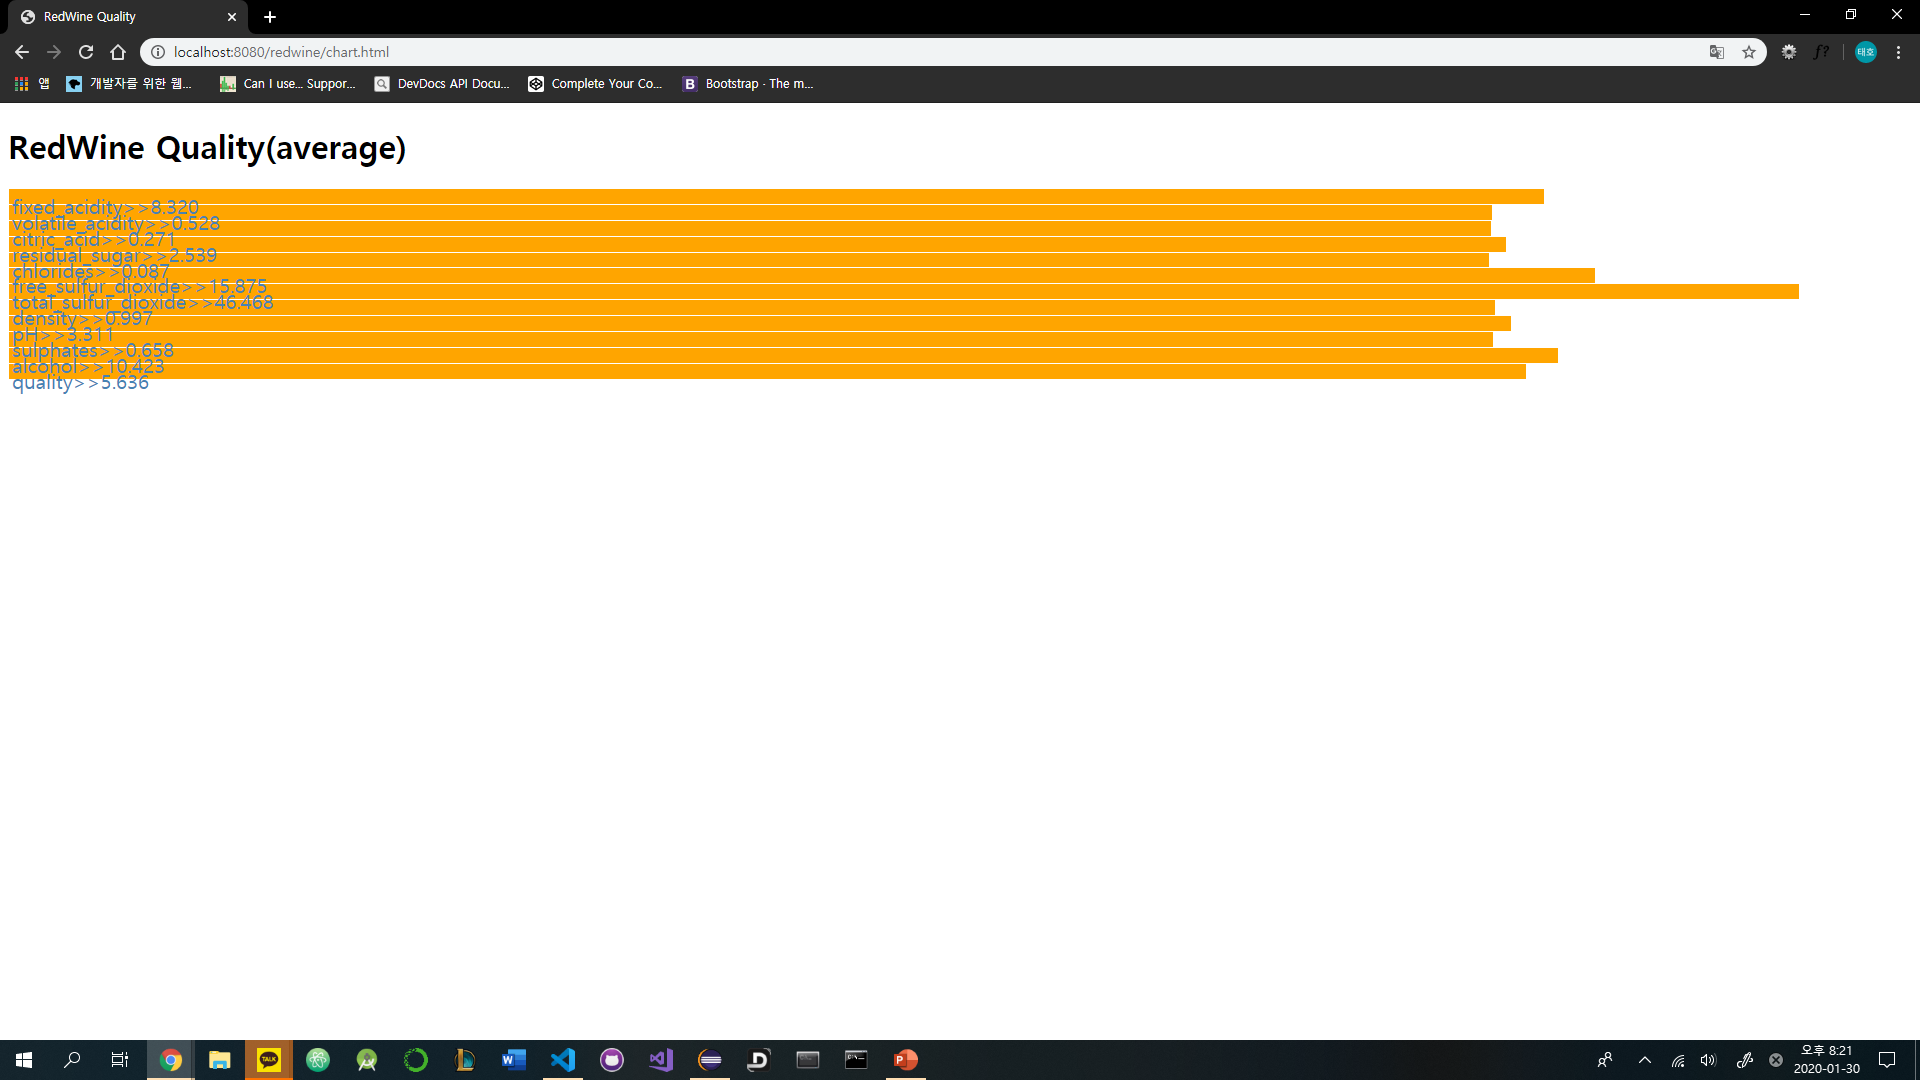 RedWine Quality
localhost:8080/redwine/chart.html
f?
태호
앱
개발자를 위한 웹...
Can I use... Suppor...
DevDocs API Docu...
Complete Your Co...
B
Bootstrap · The m...
RedWine Quality(average)
fixed_acidity>>8.320
volatile_acidity>>0.528
citric_acid>>0.271
residual_sugar>>2.539
chlorides>>0.087
free_sulfur_dioxide>>15.875
total_sulfur_dioxide>>46.468
density>>0.997
pH>>3.311
sulphates>>0.658
alcohol>>10.423
quality>>5.636
TALK
오후 8:21
2020-01-30